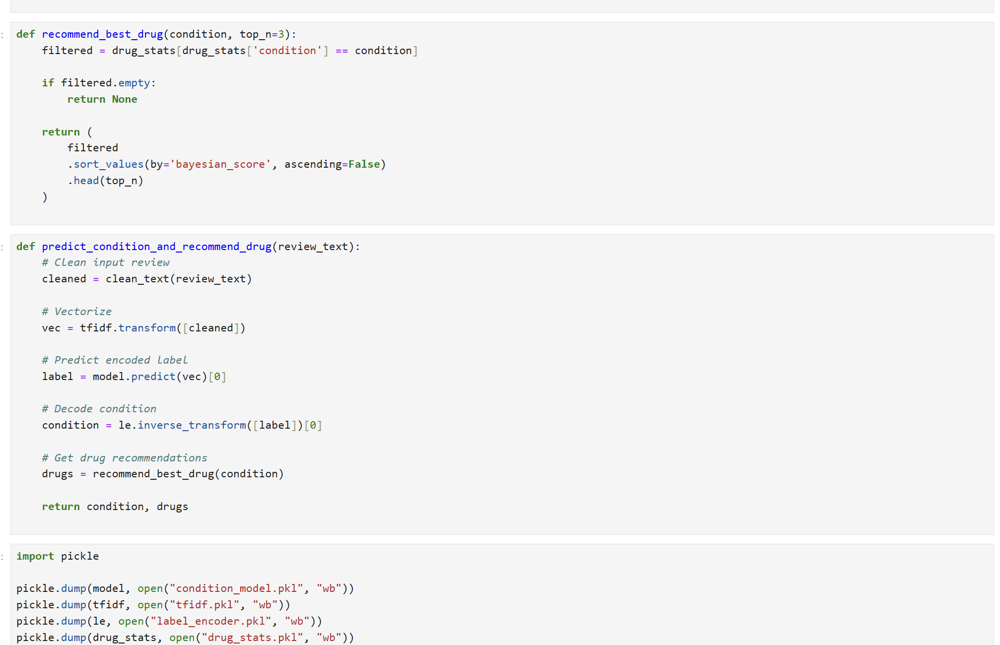 :
def recommend_best_drug(condition, top_n=3):
    filtered = drug_stats[drug_stats['condition'] == condition]

    if filtered.empty:
        return None

    return (
        filtered
        .sort_values(by='bayesian_score', ascending=False)
        .head(top_n)
    )

:
def predict_condition_and_recommend_drug(review_text):
    # Clean input review
    cleaned = clean_text(review_text)

    # Vectorize
    vec = tfidf.transform([cleaned])

    # Predict encoded label
    label = model.predict(vec)[0]

    # Decode condition
    condition = le.inverse_transform([label])[0]

    # Get drug recommendations
    drugs = recommend_best_drug(condition)

    return condition, drugs

:
import pickle

pickle.dump(model, open("condition_model.pkl", "wb"))
pickle.dump(tfidf, open("tfidf.pkl", "wb"))
pickle.dump(le, open("label_encoder.pkl", "wb"))
pickle.dump(drug_stats, open("drug_stats.pkl", "wb"))